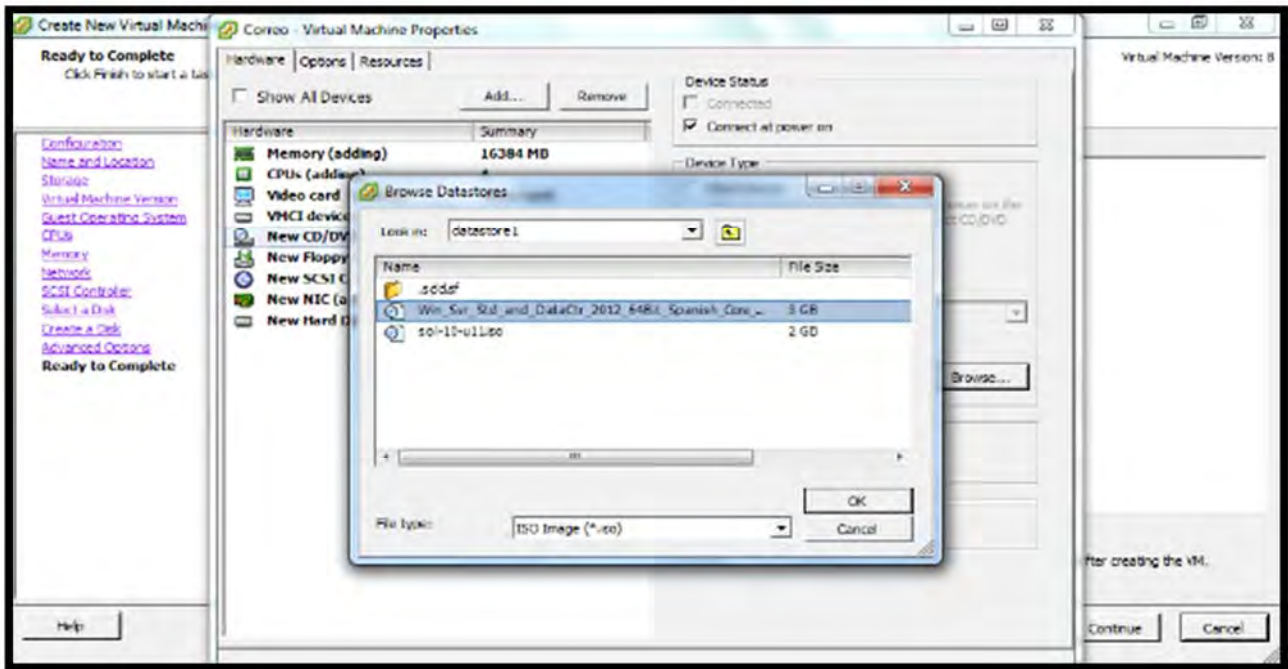 Create New Virtual Machi
Ready to Complete
Click Finish to start a tas
Virtual Machine Version: 8
Configuration
Name and Location
Storage
Virtual Machine Version
Guest Operating System
CPUs
Memory
Network
SCSI Controller
Select a Disk
Create a Disk
Advanced Options
Ready to Complete
Help
Correo - Virtual Machine Properties
Hardware
Options
Resources
Show All Devices
Add...
Remove
Hardware
Summary
Memory (adding)
16384 MB
CPUs (adding)
Video card
VMCI device
New CD/DV
New Floppy
New SCSI C
New NIC (a
New Hard D
Device Status
Connected
Connect at power on
Device Type
Browse...
Browse Datastores
Look in:
datastore1
Name
File Size
.sdd.sf
Win_Svr_Std_and_DataCtr_2012_64Bit_Spanish_Core_...
3 GB
sol-10-u11.iso
2 GB
OK
File type:
ISO Image (*.iso)
Cancel
fter creating the VM.
Continue
Cancel